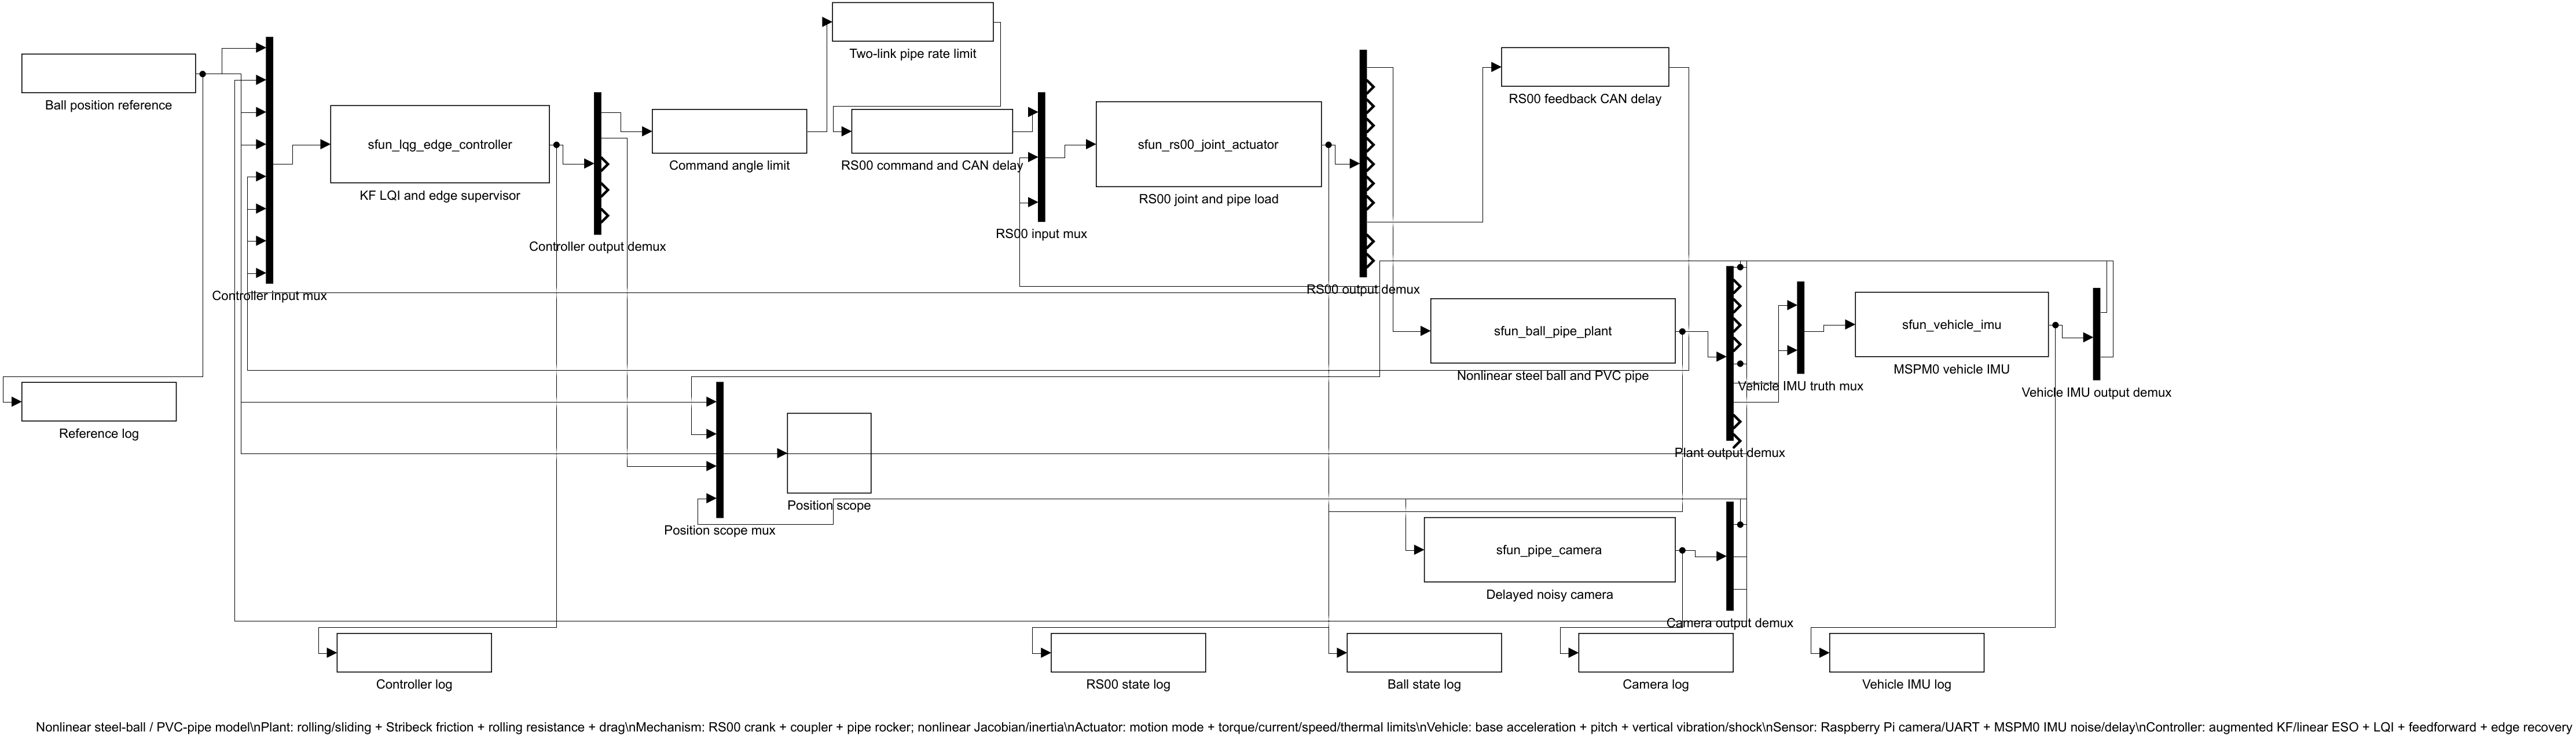 Two-link pipe rate limit
Ball position reference
RS00 feedback CAN delay
sfun_lqg_edge_controller
sfun_rs00_joint_actuator
Command angle limit
RS00 command and CAN delay
KF LQI and edge supervisor
RS00 joint and pipe load
Controller output demux
RS00 input mux
Controller input mux
RS00 output demux
sfun_ball_pipe_plant
sfun_vehicle_imu
Nonlinear steel ball and PVC pipe
Vehicle IMU truth mux
MSPM0 vehicle IMU
Vehicle IMU output demux
Reference log
Plant output demux
Position scope
Position scope mux
sfun_pipe_camera
Delayed noisy camera
Camera output demux
Controller log
RS00 state log
Ball state log
Camera log
Vehicle IMU log
Nonlinear steel-ball / PVC-pipe model\nPlant: rolling/sliding + Stribeck friction + rolling resistance + drag\nMechanism: RS00 crank + coupler + pipe rocker; nonlinear Jacobian/inertia\nActuator: motion mode + torque/current/speed/thermal limits\nVehicle: base acceleration + pitch + vertical vibration/shock\nSensor: Raspberry Pi camera/UART + MSPM0 IMU noise/delay\nController: augmented KF/linear ESO + LQI + feedforward + edge recovery